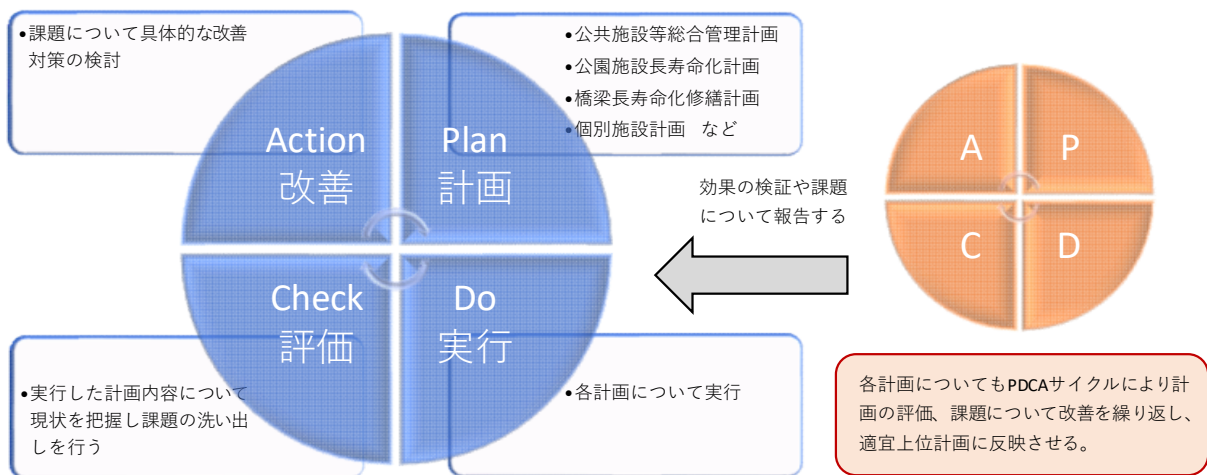 •課題について具体的な改善
対策の検討
•公共施設等総合管理計画
•公園施設長寿命化計画
•橋梁長寿命化修繕計画
•個別施設計画　など
Action
改善
Plan
計画
Check
評価
Do
実行
•実行した計画内容について
現状を把握し課題の洗い出
しを行う
•各計画について実行
効果の検証や課題
について報告する
A
P
C
D
各計画についてもPDCAサイクルにより計
画の評価、課題について改善を繰り返し、
適宜上位計画に反映させる。